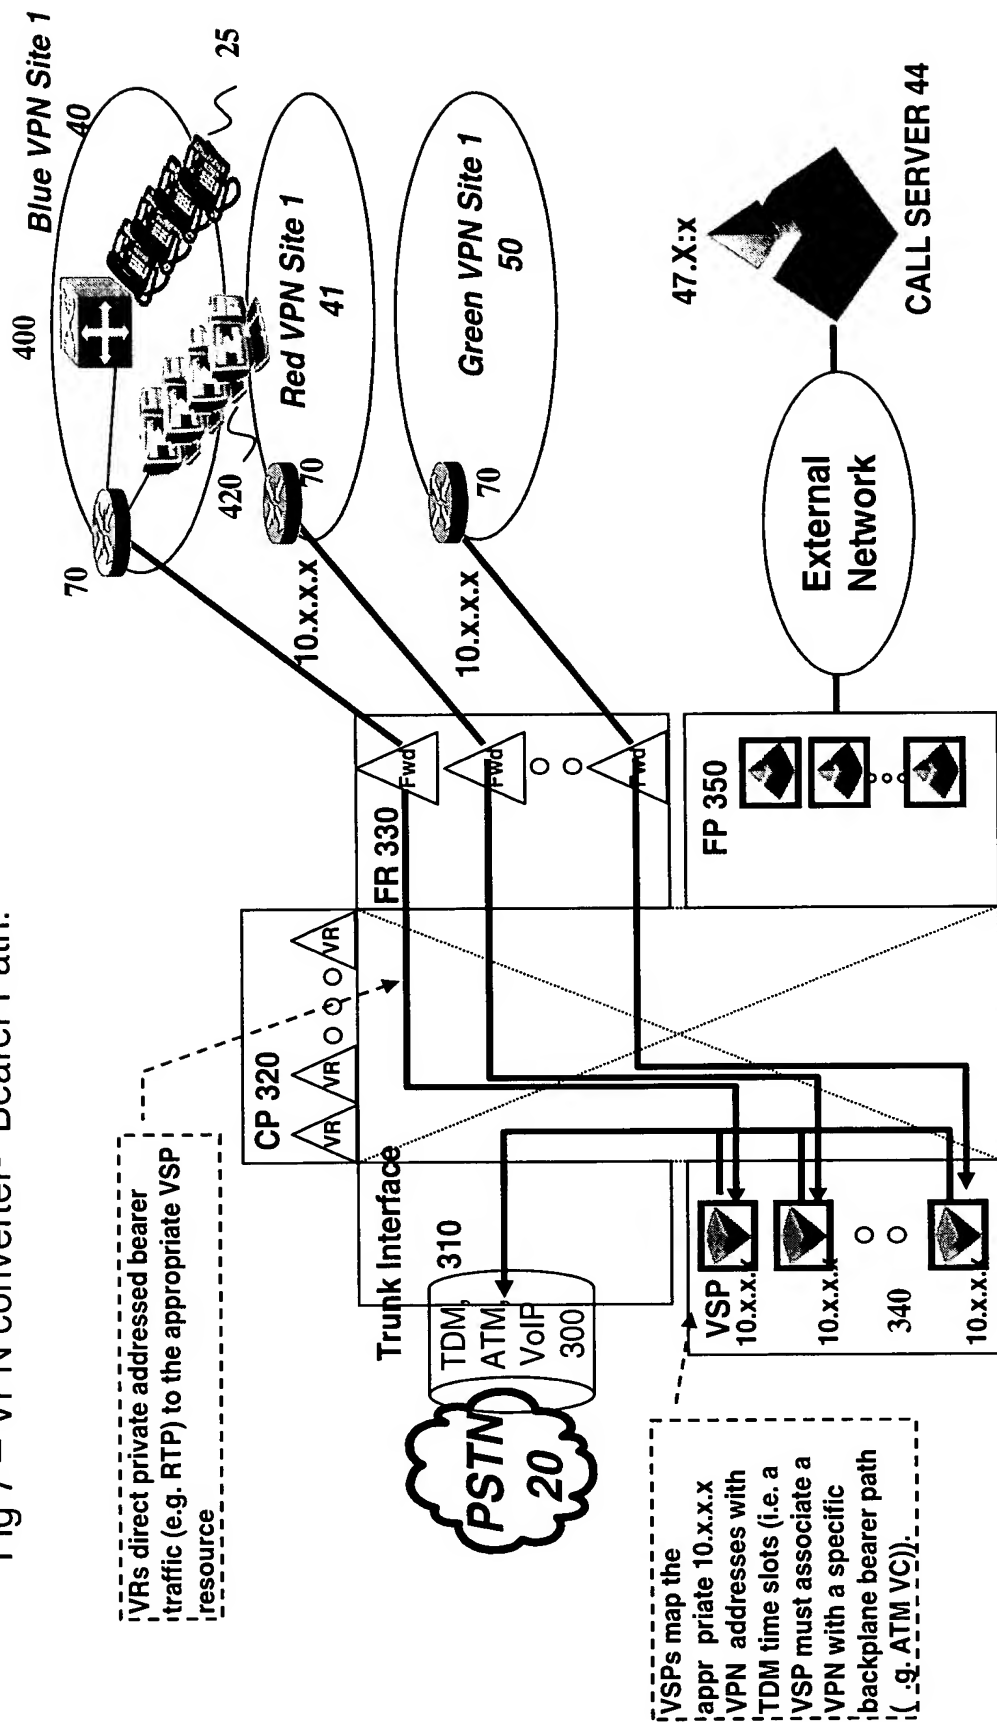 Fig 7 – VPN converter- Bearer Path.
VRs direct private addressed bearer
traffic (e.g. RTP) to the appropriate VSP
resource
CP 320
VR
VR
VR
Trunk Interface
310
TDM,
ATM,
VoIP
300
PSTN
20
FR 330
Fwd
Fwd
Fwd
FP 350
VSP
10.x.x.x
10.x.x.x
340
10.x.x.x
VSPs map the
appr priate 10.x.x.x
VPN addresses with
TDM time slots (i.e. a
VSP must associate a
VPN with a specific
backplane bearer path
( .g. ATM VC)).
Blue VPN Site 1
40
400
25
70
420
Red VPN Site 1
41
70
10.x.x.x
Green VPN Site 1
50
70
10.x.x.x
External
Network
47.X:x
CALL SERVER 44